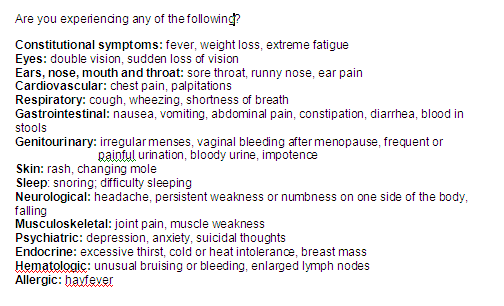 Are you experiencing any of the following?
Constitutional symptoms: fever, weight loss, extreme fatigue
Eyes: double vision, sudden loss of vision
Ears, nose, mouth and throat: sore throat, runny nose, ear pain
Cardiovascular: chest pain, palpitations
Respiratory: cough, wheezing, shortness of breath
Gastrointestinal: nausea, vomiting, abdominal pain, constipation, diarrhea, blood in
stools
Genitourinary: irregular menses, vaginal bleeding after menopause, frequent or
painful urination, bloody urine, impotence
Skin: rash, changing mole
Sleep: snoring; difficulty sleeping
Neurological: headache, persistent weakness or numbness on one side of the body,
falling
Musculoskeletal: joint pain, muscle weakness
Psychiatric: depression, anxiety, suicidal thoughts
Endocrine: excessive thirst, cold or heat intolerance, breast mass
Hematologic: unusual bruising or bleeding, enlarged lymph nodes
Allergic: hayfever